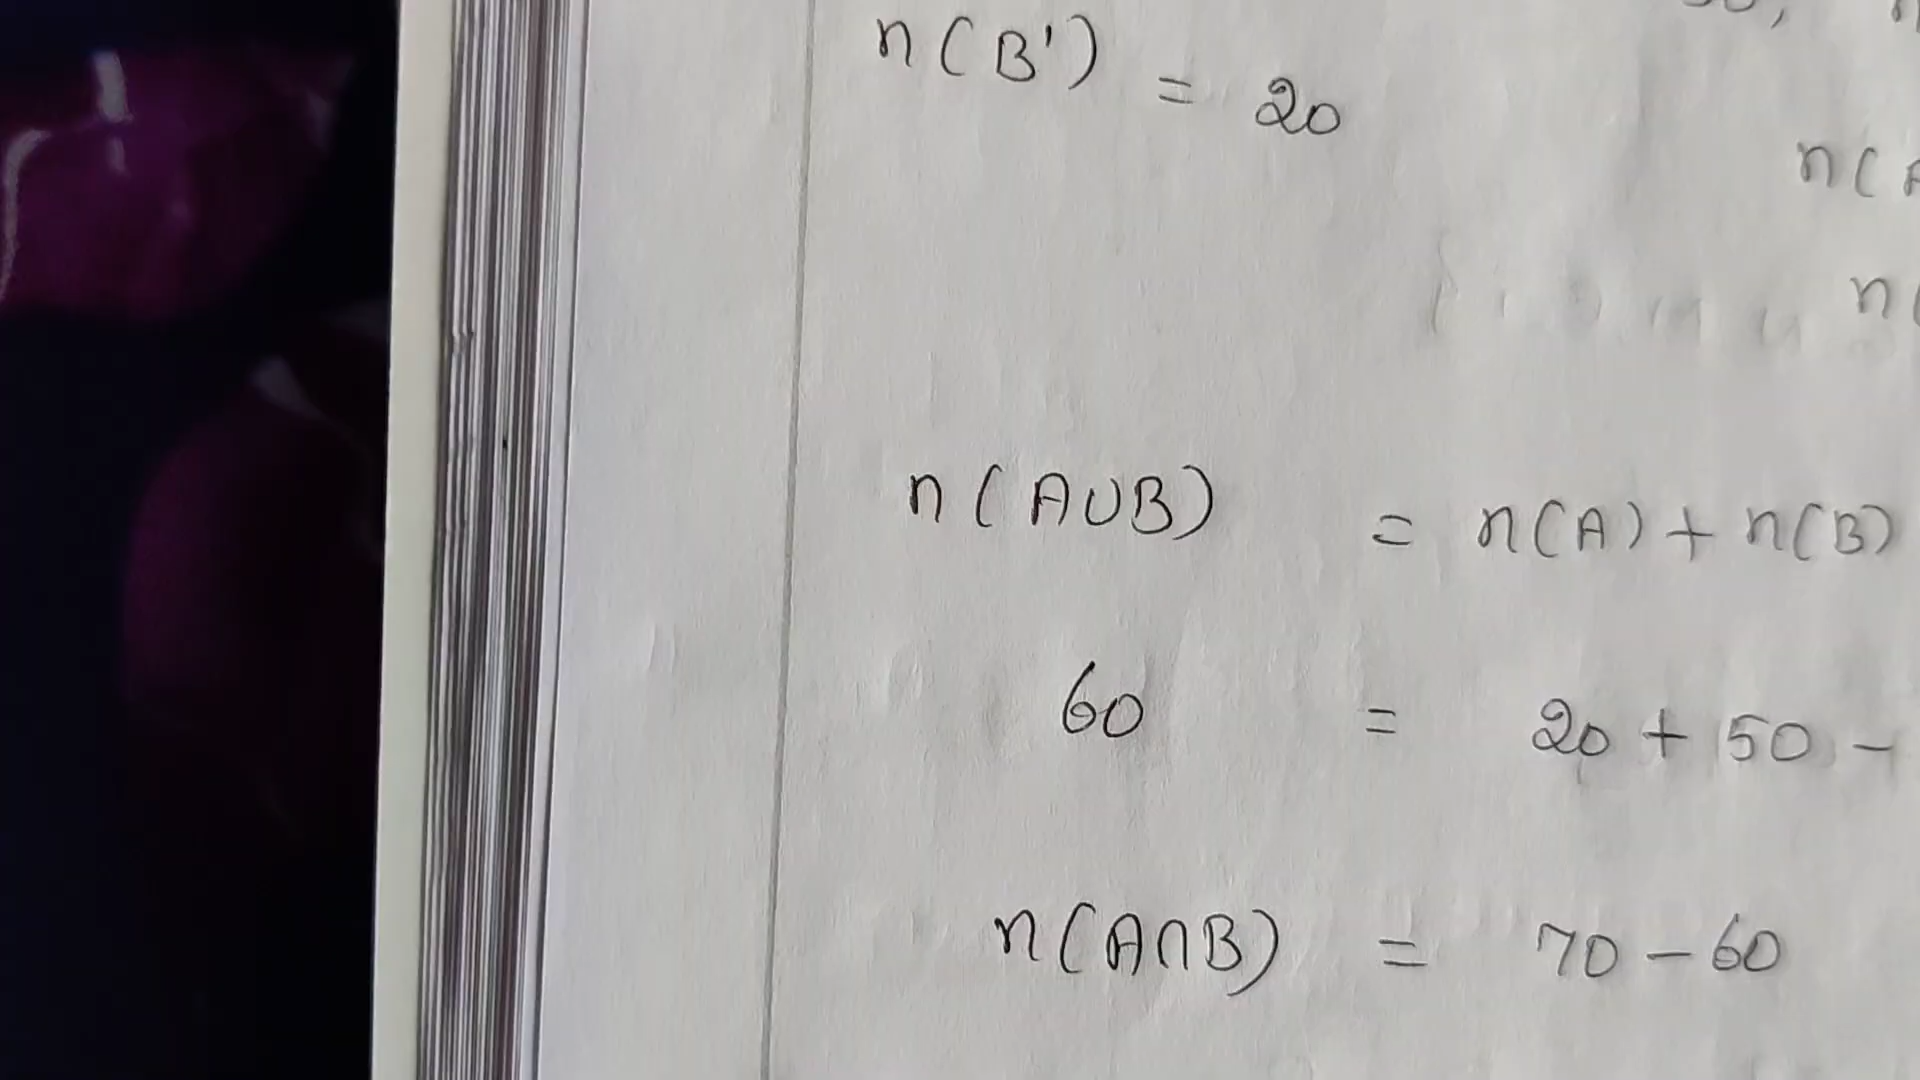 n(B') = 20
n(A
n(
n(A∪B) = n(A) + n(B)
60 = 20 + 50 -
n(A∩B) = 70 - 60